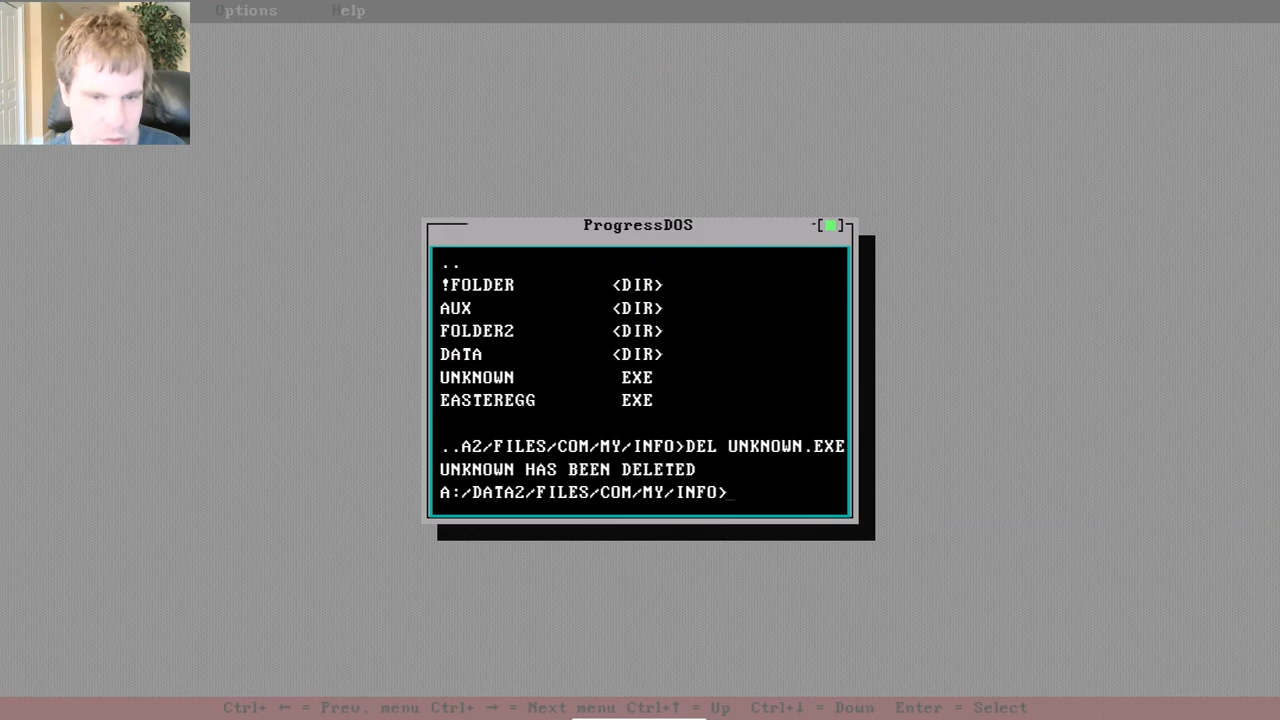 Options Help
ProgressDOS
..
!FOLDER <DIR>
AUX <DIR>
FOLDER2 <DIR>
DATA <DIR>
UNKNOWN EXE
EASTEREGG EXE
..A2/FILES/COM/MY/INFO>DEL UNKNOWN.EXE
UNKNOWN HAS BEEN DELETED
A:/DATA2/FILES/COM/MY/INFO>_
Ctrl+ ← = Prev. menu Ctrl+ → = Next menu Ctrl+↑ = Up Ctrl+↓ = Down Enter = Select